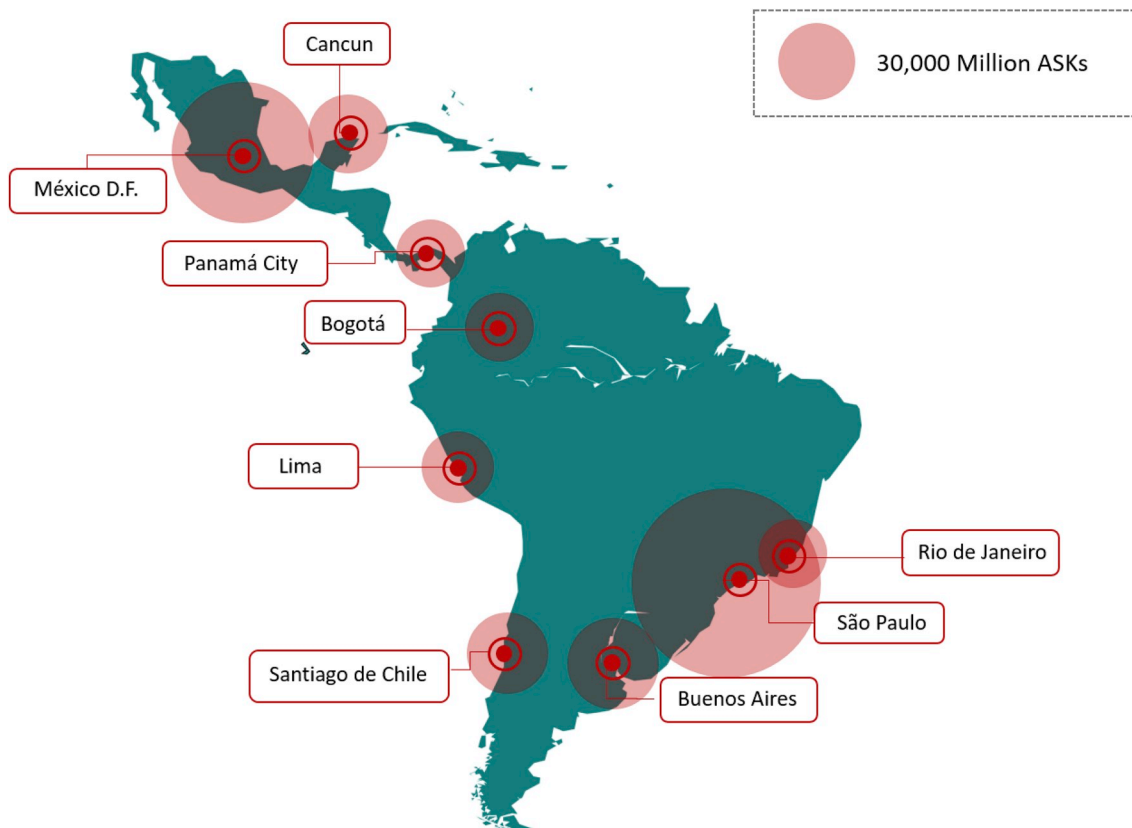 Cancun
30,000 Million ASKs
México D.F.
Panamá City
Bogotá
Lima
Rio de Janeiro
São Paulo
Santiago de Chile
Buenos Aires